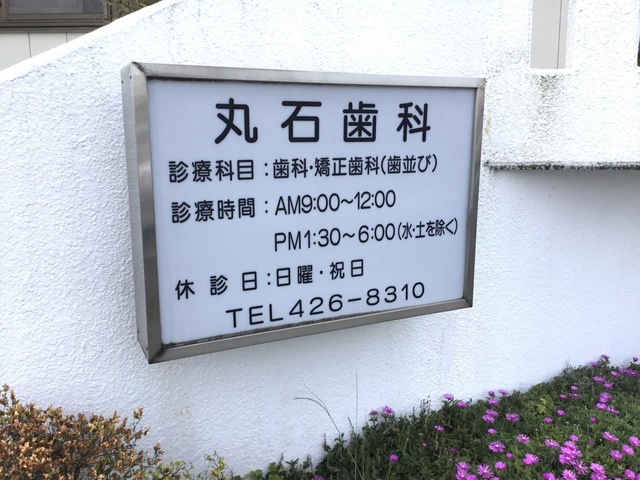 丸石歯科
診療科目：歯科・矯正歯科(歯並び)
診療時間：AM9:00～12:00
PM1:30～6:00(水・土を除く)
休診日：日曜・祝日
TEL426-8310